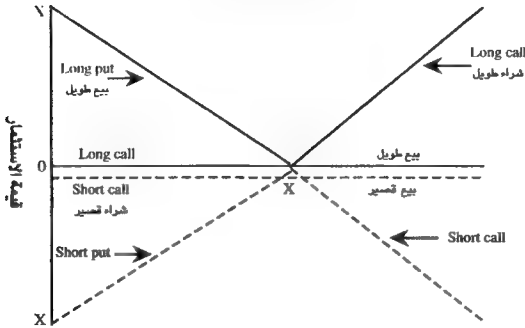 X
Long put
بيع طويل
Long call
شراء طويل
Long call
بيع طويل
0
Short call
شراء قصير
X
بيع قصير
Short put
Short call
X
قيمة الاستثمار